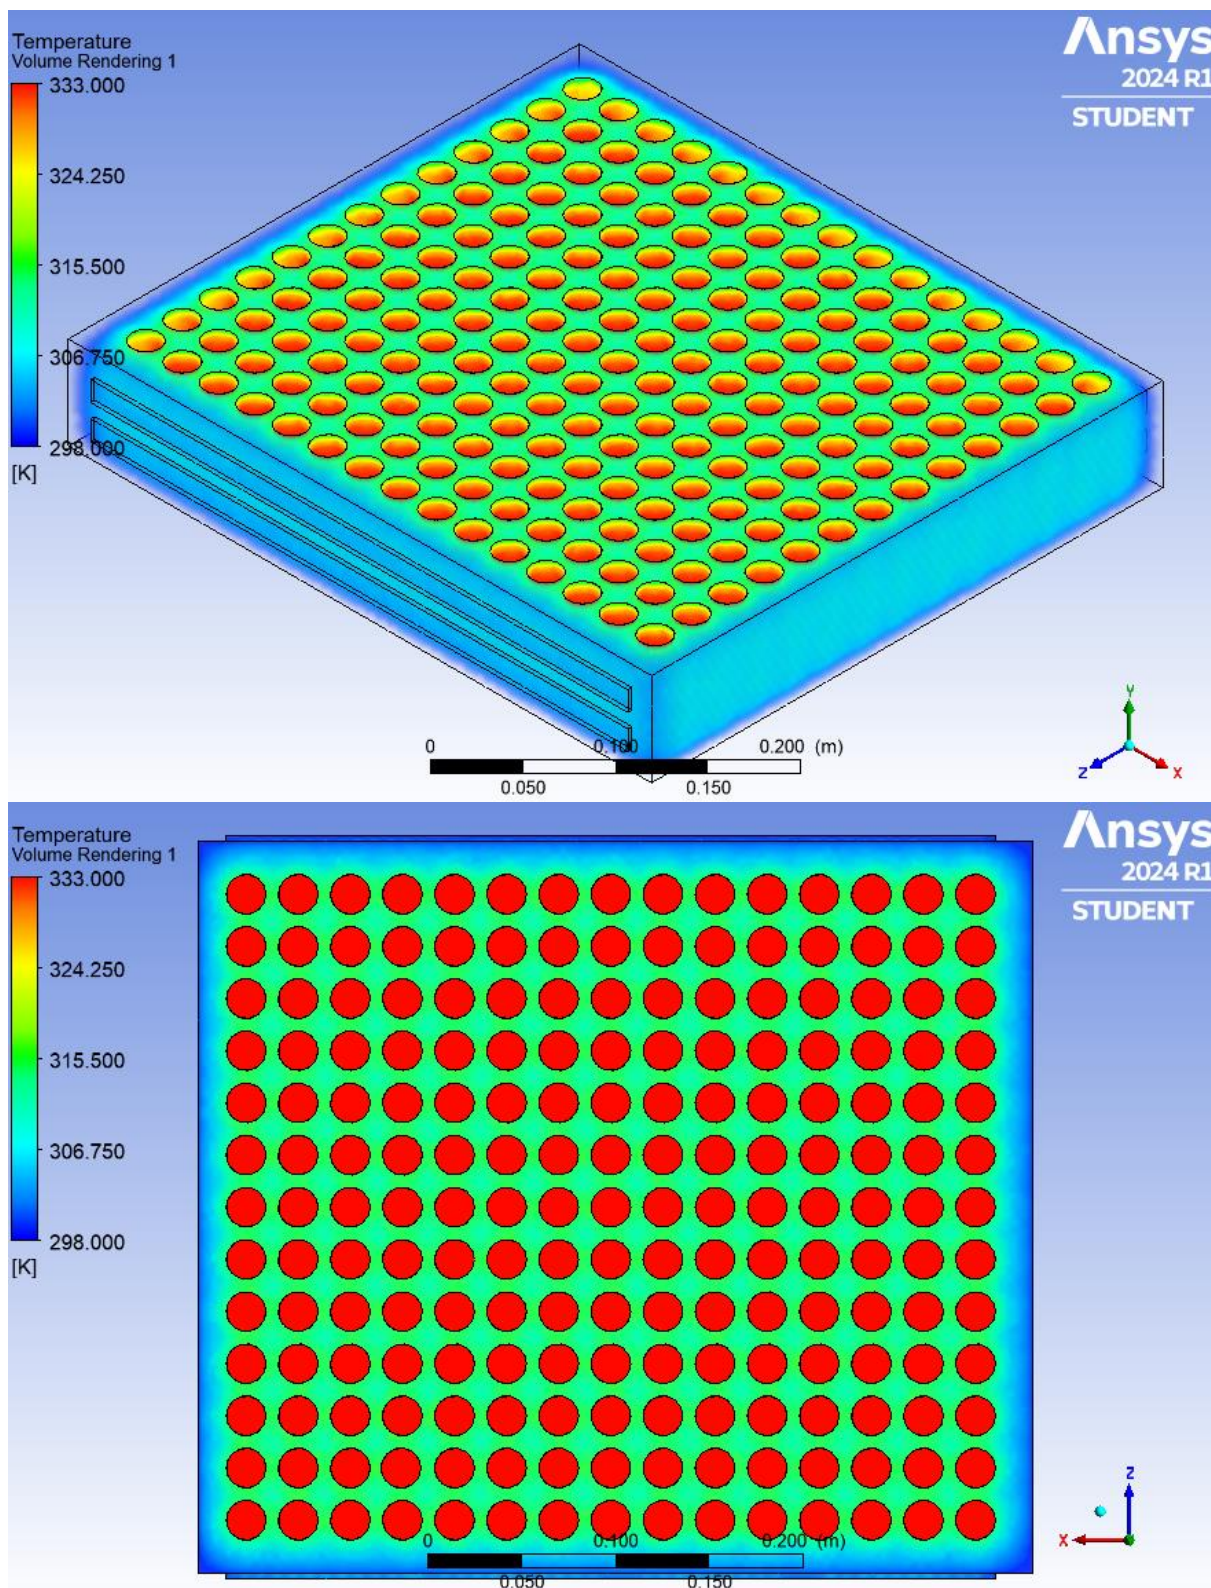 Temperature
Volume Rendering 1
333.000
324.250
315.500
306.750
298.000
[K]
Ansys
2024 R1
STUDENT
0 0.100 0.200 (m)
0.050 0.150
Y
Z X
Temperature
Volume Rendering 1
333.000
324.250
315.500
306.750
298.000
[K]
Ansys
2024 R1
STUDENT
0 0.100 0.200 (m)
0.050 0.150
Z
X